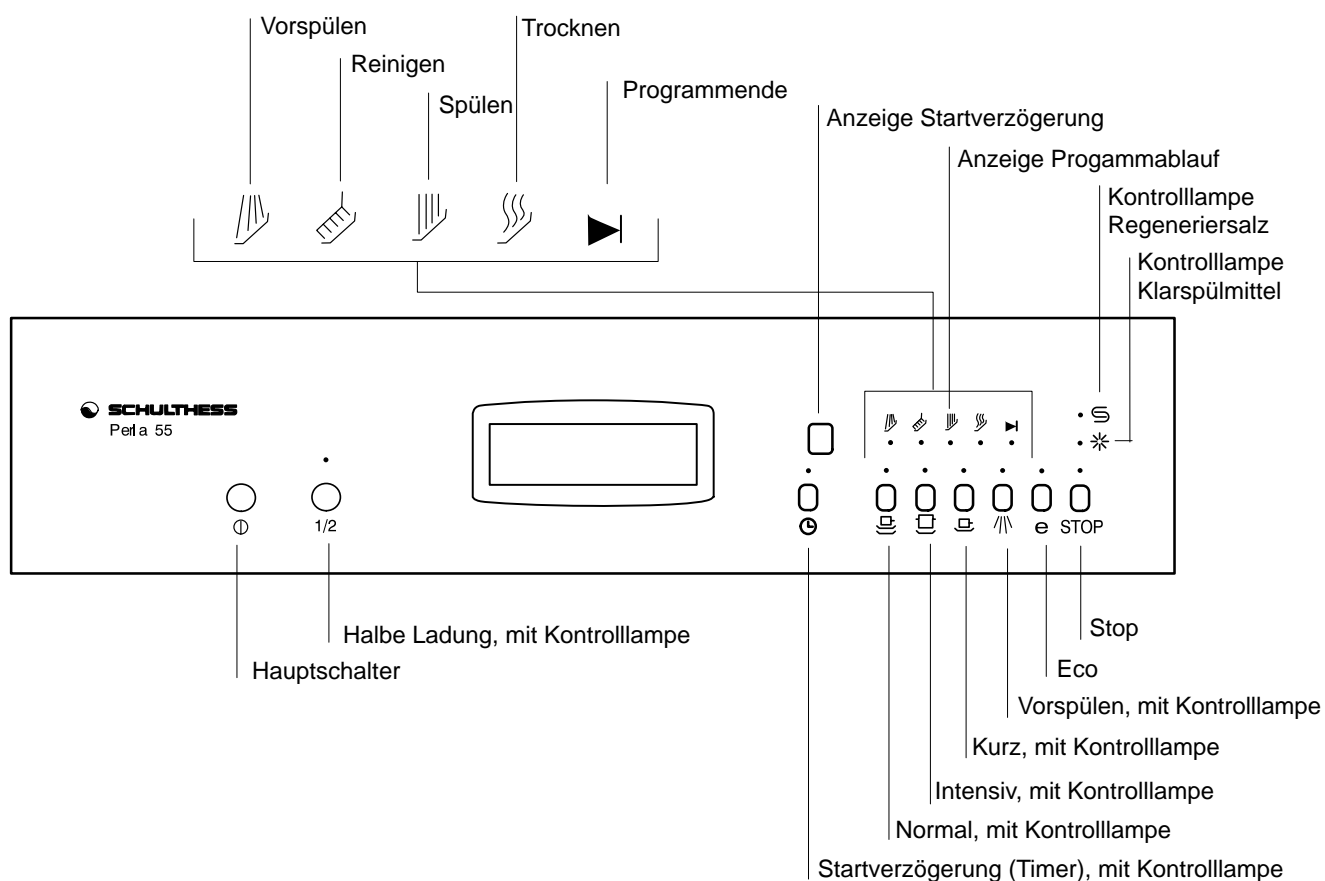 Vorspülen
Trocknen
Reinigen
Spülen
Programmende
Anzeige Startverzögerung
Anzeige Progammablauf
Kontrolllampe
Regeneriersalz
Kontrolllampe
Klarspülmittel
SCHULTHESS
Perla 55
1/2
e
STOP
Halbe Ladung, mit Kontrolllampe
Hauptschalter
Stop
Eco
Vorspülen, mit Kontrolllampe
Kurz, mit Kontrolllampe
Intensiv, mit Kontrolllampe
Normal, mit Kontrolllampe
Startverzögerung (Timer), mit Kontrolllampe